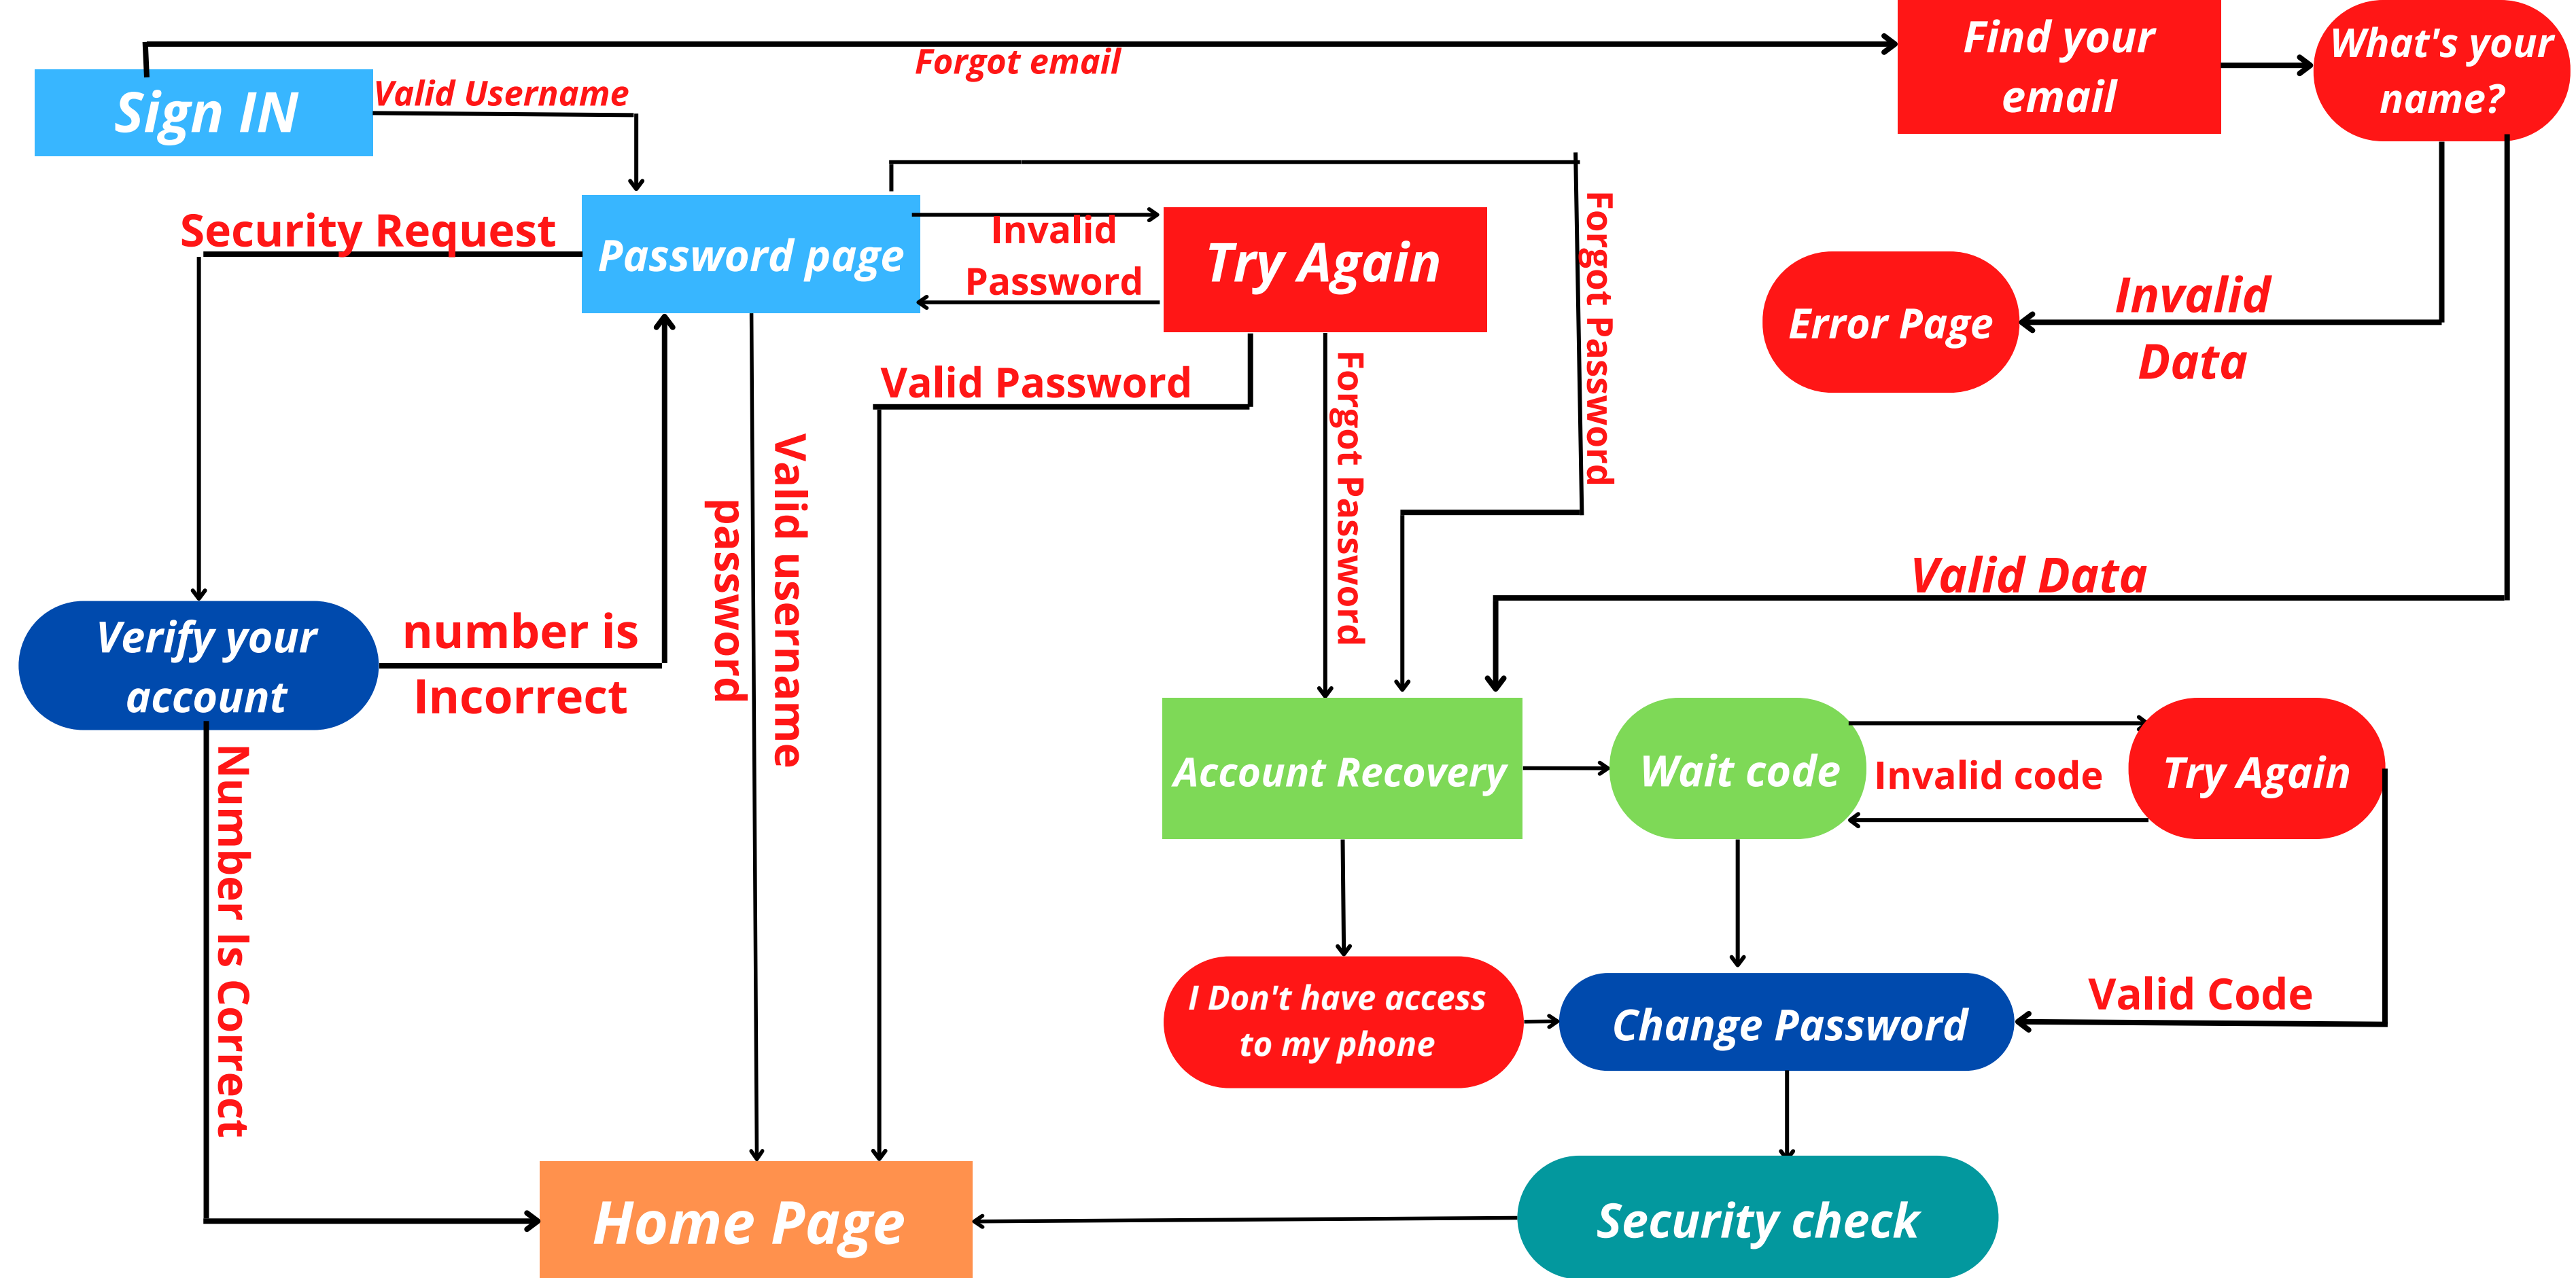 Forgot email
Find your
email
What's your
name?
Sign IN
Valid Username
Security Request
Password page
Invalid
Password
Try Again
Forgot Password
Error Page
Invalid
Data
Valid Password
Forgot Password
Valid username
password
Valid Data
Verify your
account
number is
Incorrect
Number Is Correct
Account Recovery
Wait code
Invalid code
Try Again
I Don't have access
to my phone
Change Password
Valid Code
Home Page
Security check